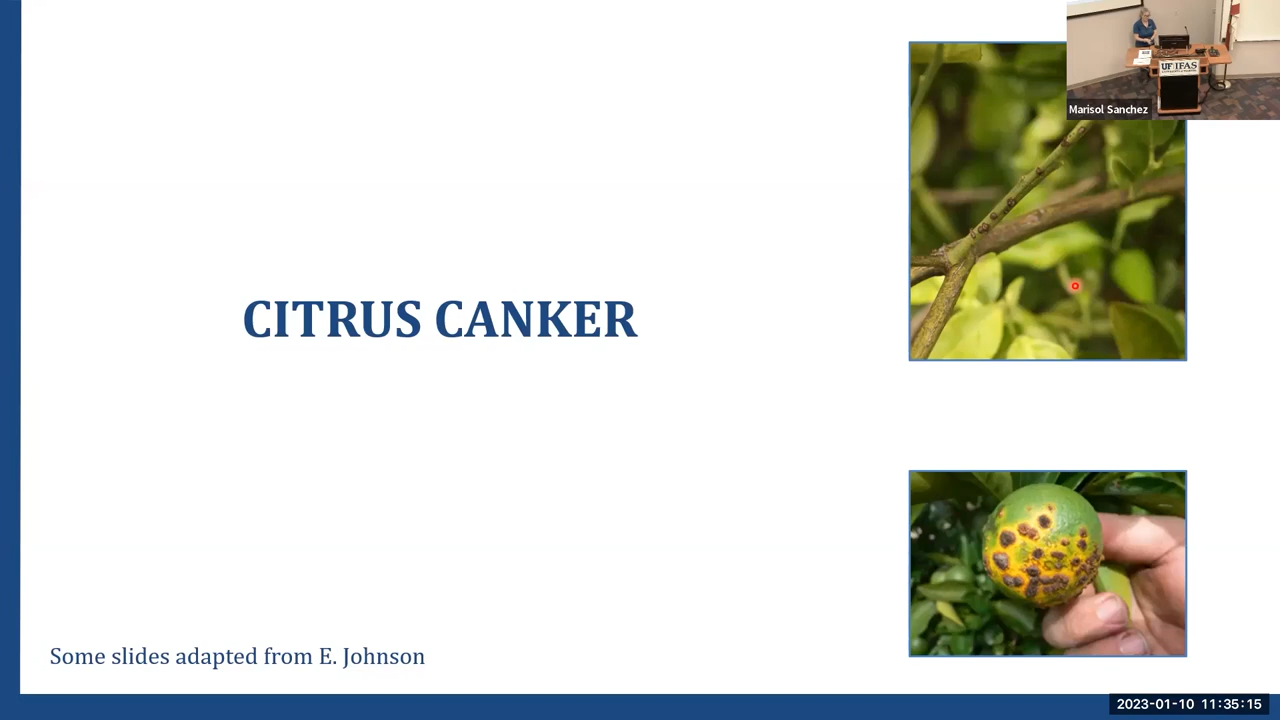 UF IFAS
Marisol Sanchez
CITRUS CANKER
Some slides adapted from E. Johnson
2023-01-10 11:35:15